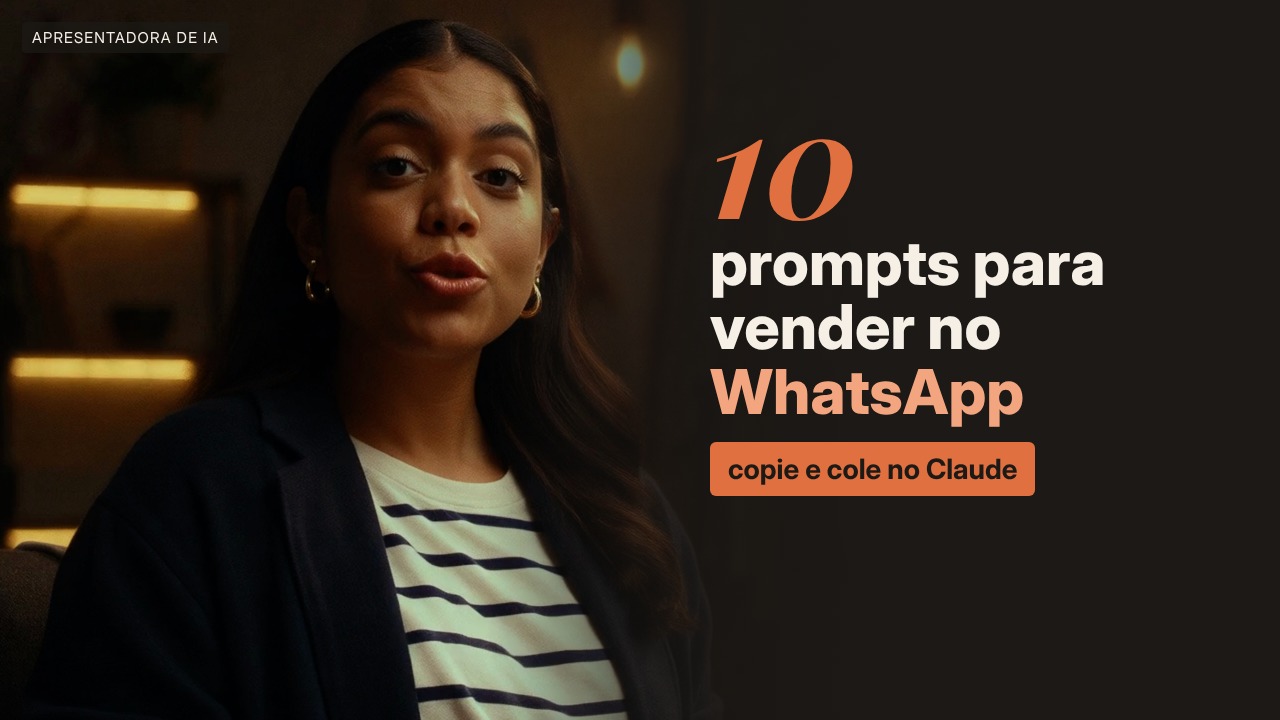 APRESENTADORA DE IA
10
prompts para
vender no
WhatsApp
copie e cole no Claude